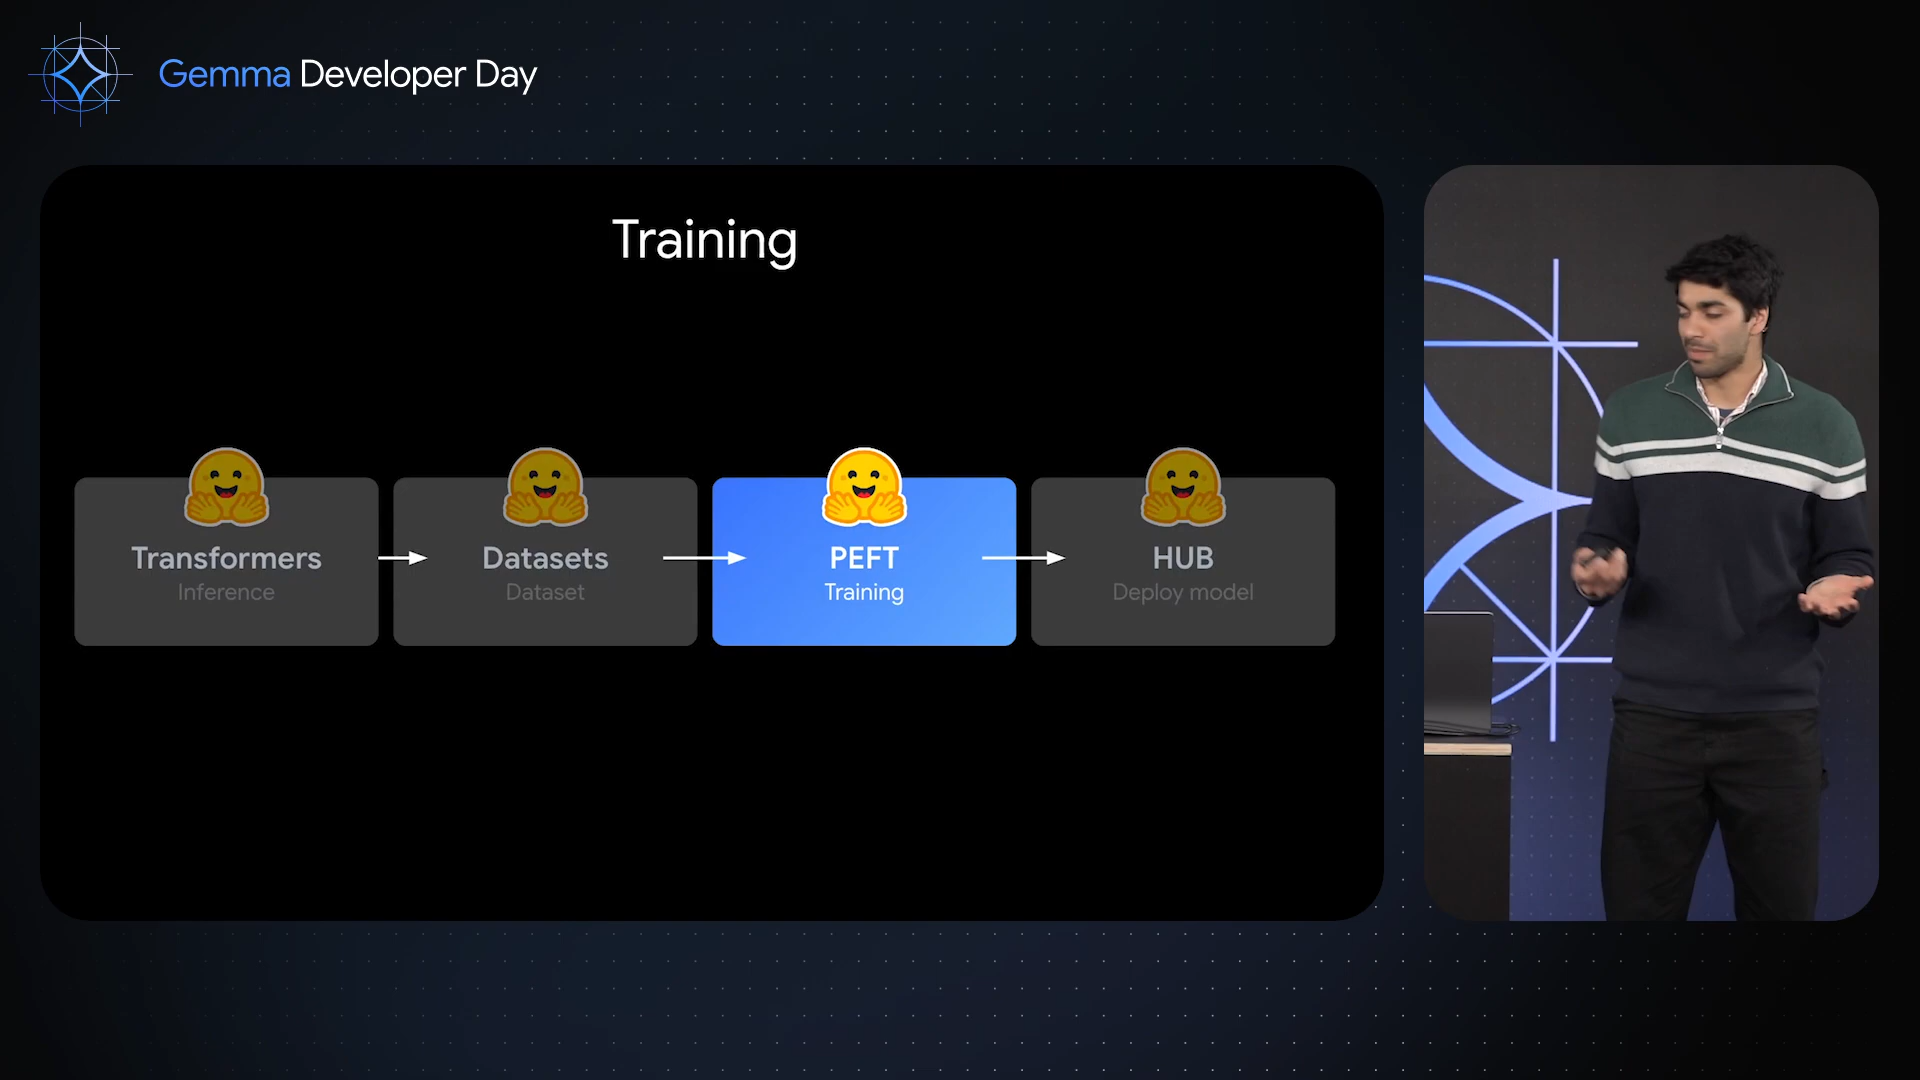 Gemma Developer Day
Training
Transformers
Inference
Datasets
Dataset
PEFT
Training
HUB
Deploy model